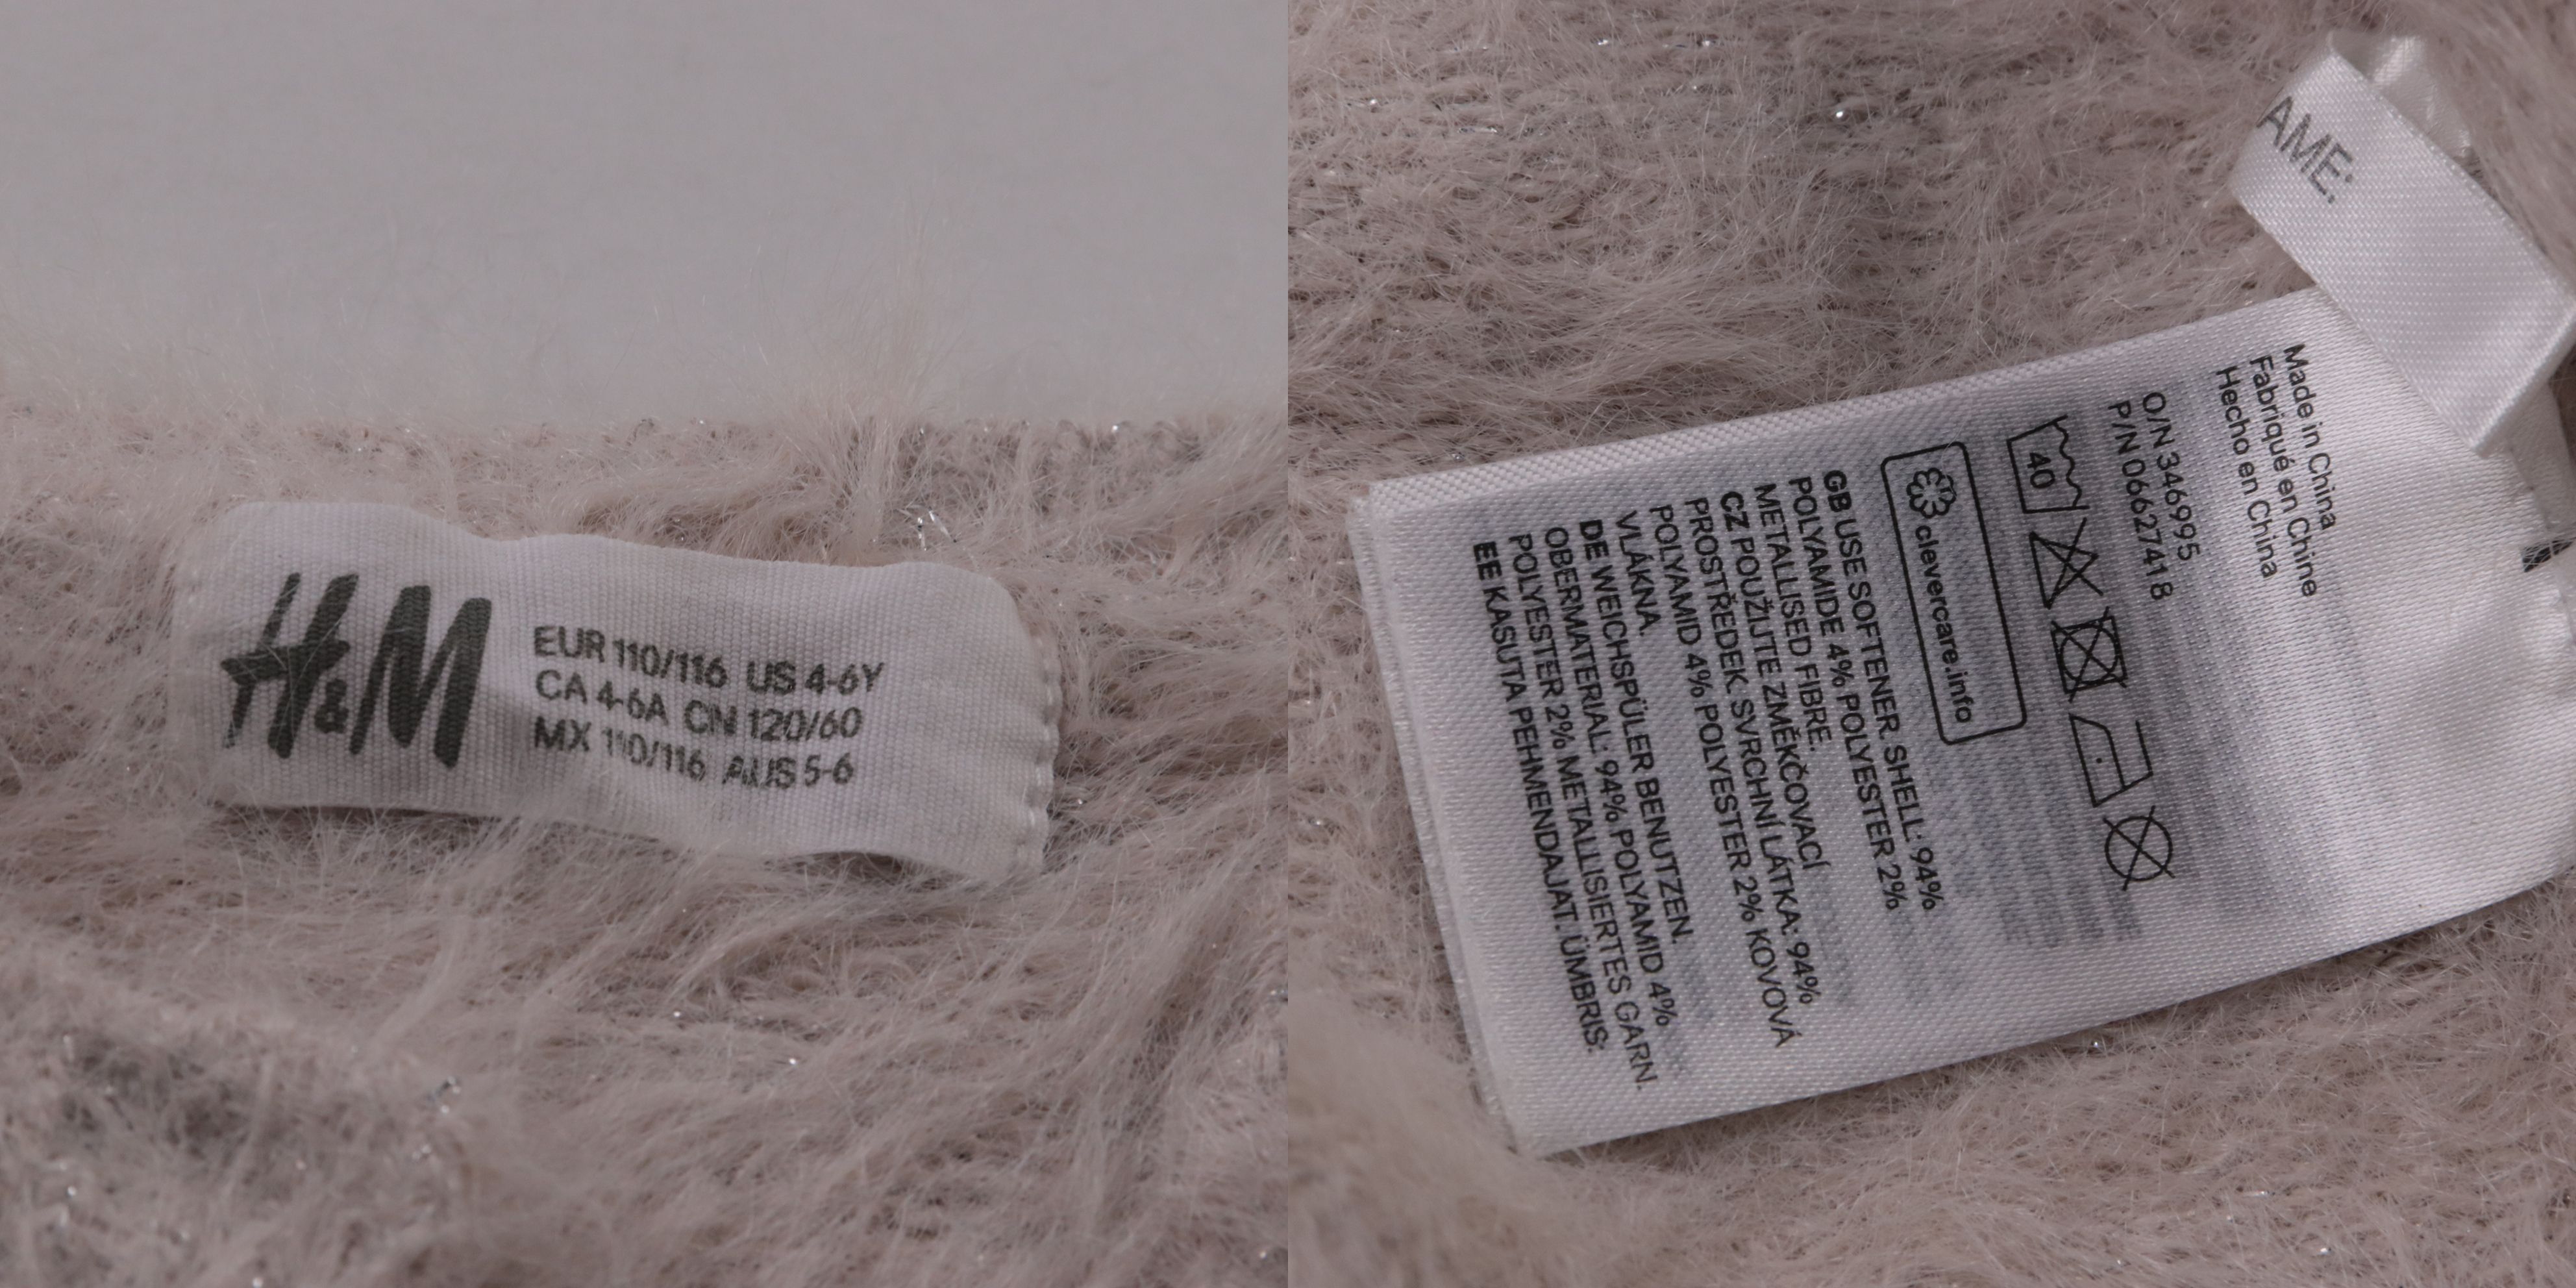 H&M
EUR 110/116 US 4-6Y
CA 4-6A CN 120/60
MX 110/116 AUS 5-6
AME:
Made in China
Fabriqué en Chine
Hecho en China
O/N 346995
P/N 06627418
40
clevercare.info
GB USE SOFTENER. SHELL: 94%
POLYAMIDE 4% POLYESTER 2%
METALLISED FIBRE.
CZ POUŽIJTE ZMĚKČOVACÍ
PROSTŘEDEK. SVRCHNÍ LÁTKA: 94%
POLYAMID 4% POLYESTER 2% KOVOVÁ
VLÁKNA.
DE WEICHSPÜLER BENUTZEN.
OBERMATERIAL: 94% POLYAMID 4%
POLYESTER 2% METALLISIERTES GARN.
EE KASUTA PEHMENDAJAT. ÜMBRIS: